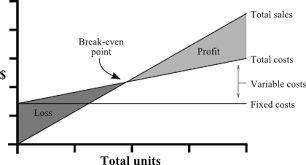 Total sales
Break-even
point
Profit
Total costs
$
Variable costs
Fixed costs
Loss
Total units